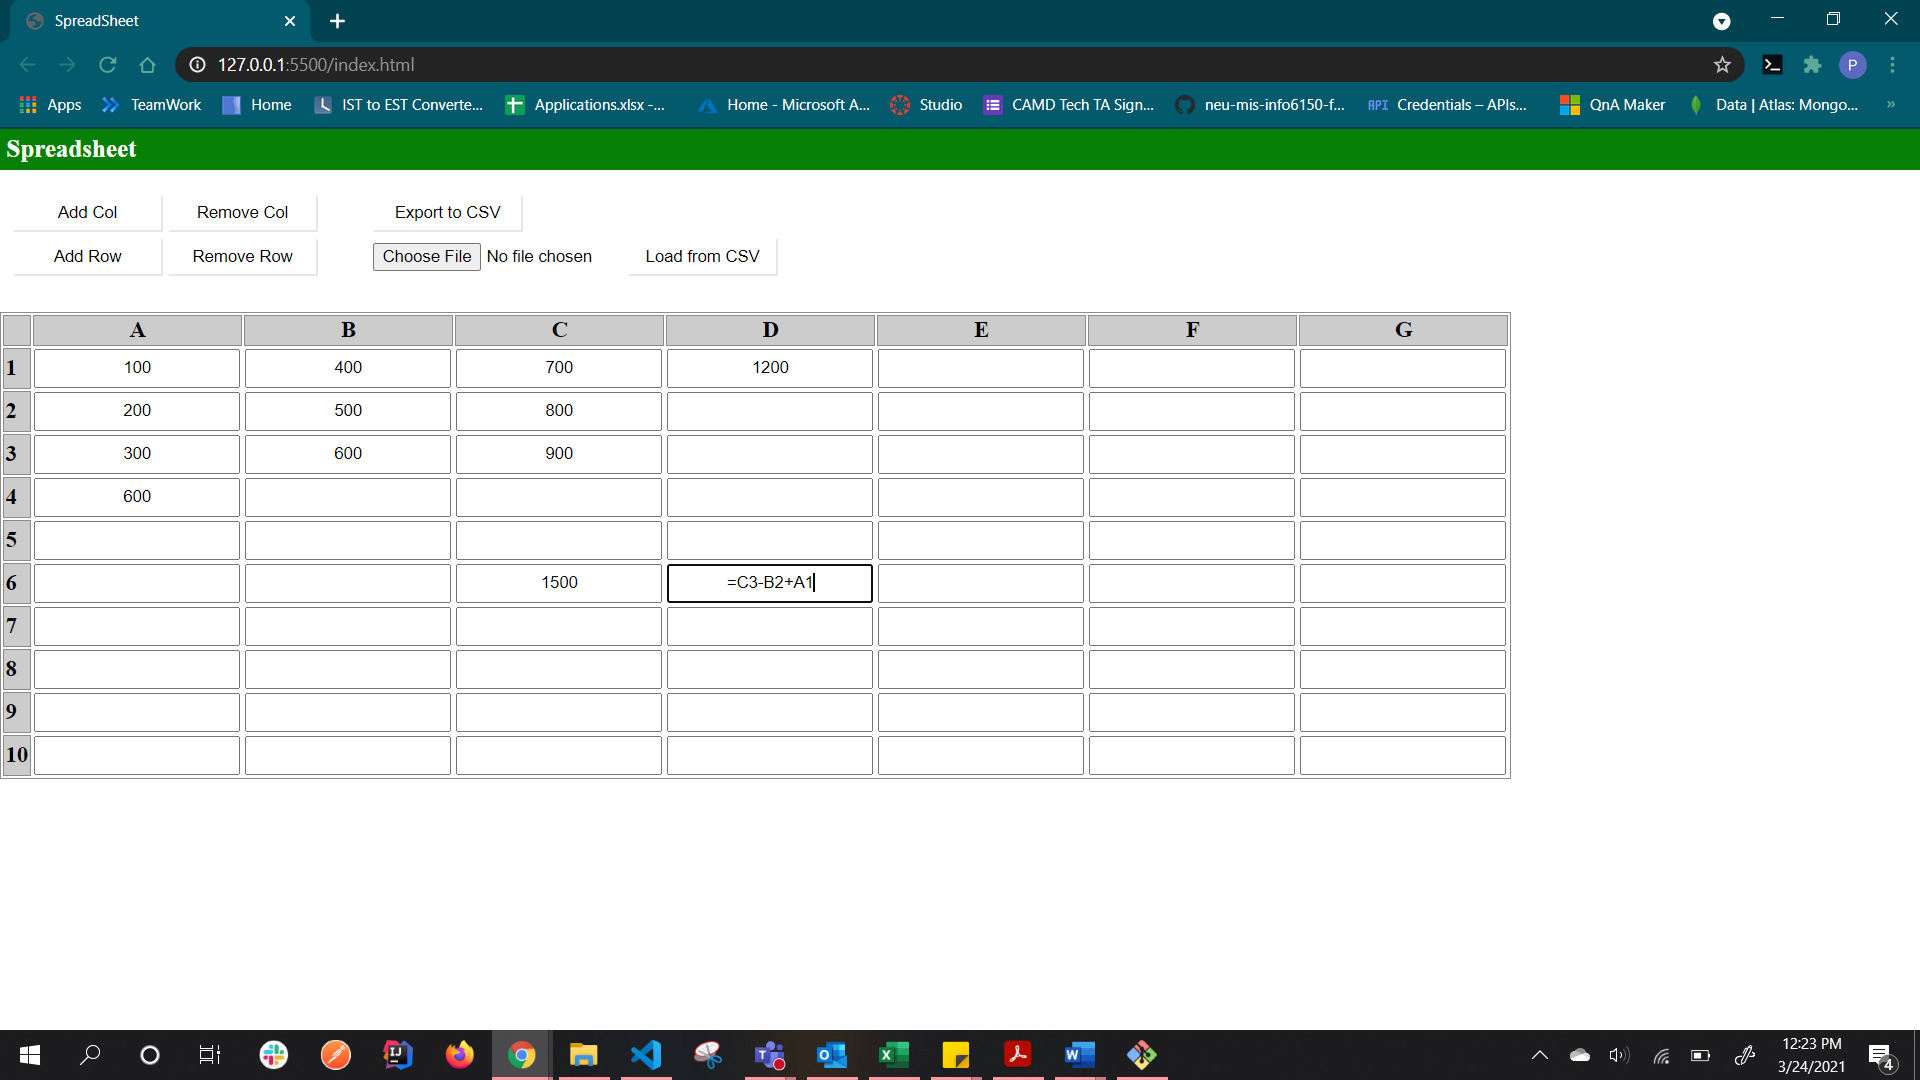 SpreadSheet
127.0.0.1:5500/index.html
P
Apps TeamWork Home IST to EST Converte... Applications.xlsx -... Home - Microsoft A... Studio CAMD Tech TA Sign... neu-mis-info6150-f... API Credentials – APIs... QnA Maker Data | Atlas: Mongo... »
Spreadsheet
Add Col Remove Col Export to CSV
Add Row Remove Row Choose File No file chosen Load from CSV
A B C D E F G
1 100 400 700 1200
2 200 500 800
3 300 600 900
4 600
5
6 1500 =C3-B2+A1
7
8
9
10
12:23 PM
3/24/2021
4